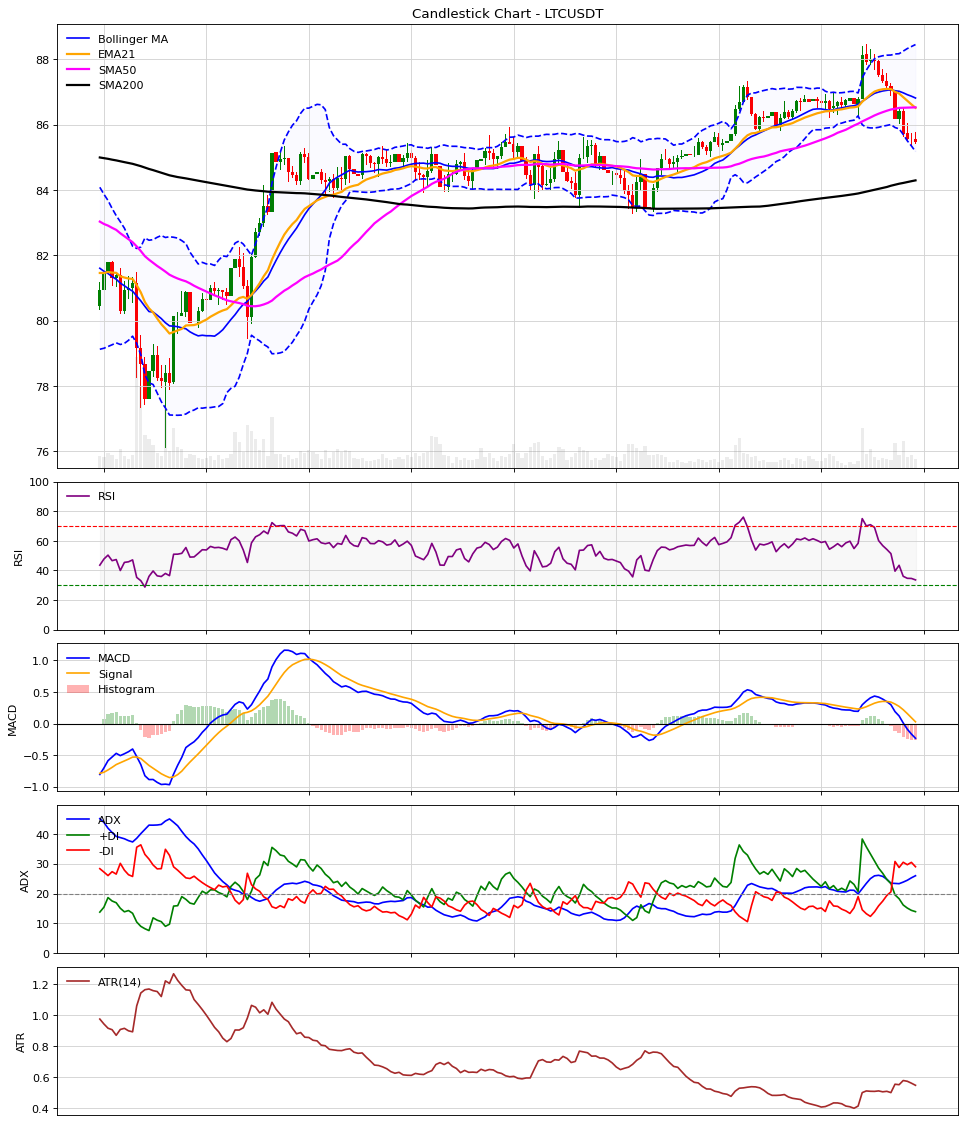 Candlestick Chart - LTCUSDT
Bollinger MA
EMA21
SMA50
SMA200
88
86
84
82
80
78
76
RSI
RSI
100
80
60
40
20
0
MACD
Signal
Histogram
MACD
1.0
0.5
0.0
−0.5
−1.0
ADX
+DI
-DI
ADX
40
30
20
10
0
ATR(14)
ATR
1.2
1.0
0.8
0.6
0.4